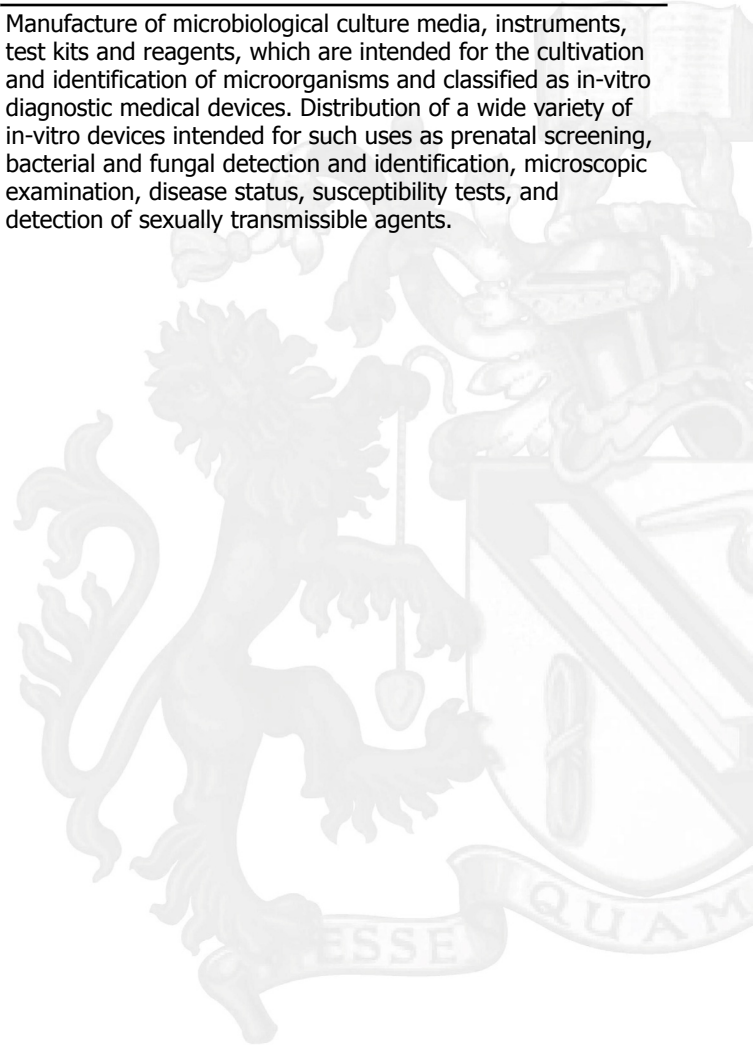 Manufacture of microbiological culture media, instruments,
test kits and reagents, which are intended for the cultivation
and identification of microorganisms and classified as in-vitro
diagnostic medical devices. Distribution of a wide variety of
in-vitro devices intended for such uses as prenatal screening,
bacterial and fungal detection and identification, microscopic
examination, disease status, susceptibility tests, and
detection of sexually transmissible agents.
ESSE
QUAM